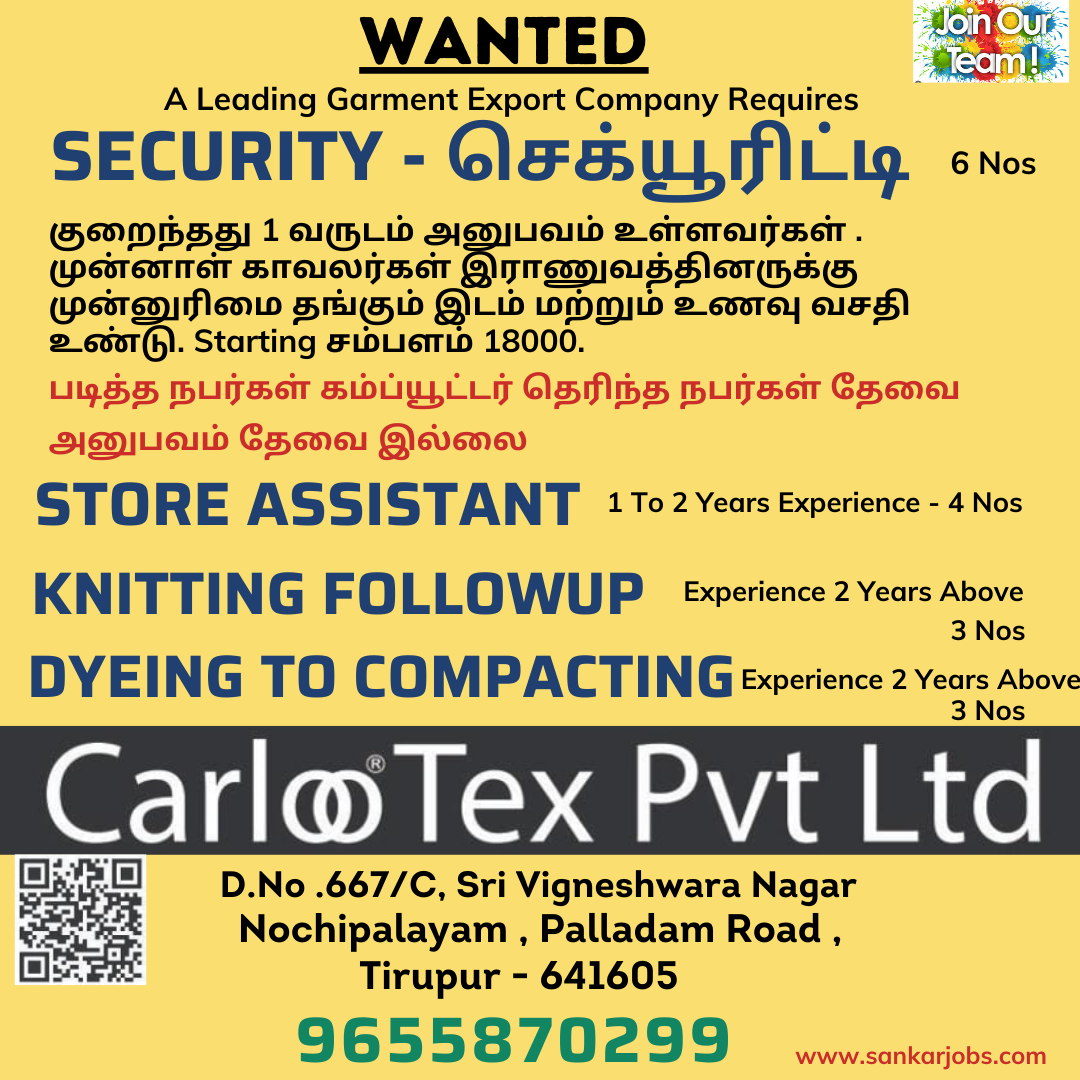 WANTED
Join Our
Team!
A Leading Garment Export Company Requires
SECURITY - செக்யூரிட்டி 6 Nos
குறைந்தது 1 வருடம் அனுபவம் உள்ளவர்கள் .
முன்னாள் காவலர்கள் இராணுவத்தினருக்கு
முன்னுரிமை தங்கும் இடம் மற்றும் உணவு வசதி
உண்டு. Starting சம்பளம் 18000.
படித்த நபர்கள் கம்ப்யூட்டர் தெரிந்த நபர்கள் தேவை
அனுபவம் தேவை இல்லை
STORE ASSISTANT 1 To 2 Years Experience - 4 Nos
KNITTING FOLLOWUP Experience 2 Years Above
3 Nos
DYEING TO COMPACTING Experience 2 Years Above
3 Nos
Carloo® Tex Pvt Ltd
D.No .667/C, Sri Vigneshwara Nagar
Nochipalayam , Palladam Road ,
Tirupur - 641605
9655870299
www.sankarjobs.com